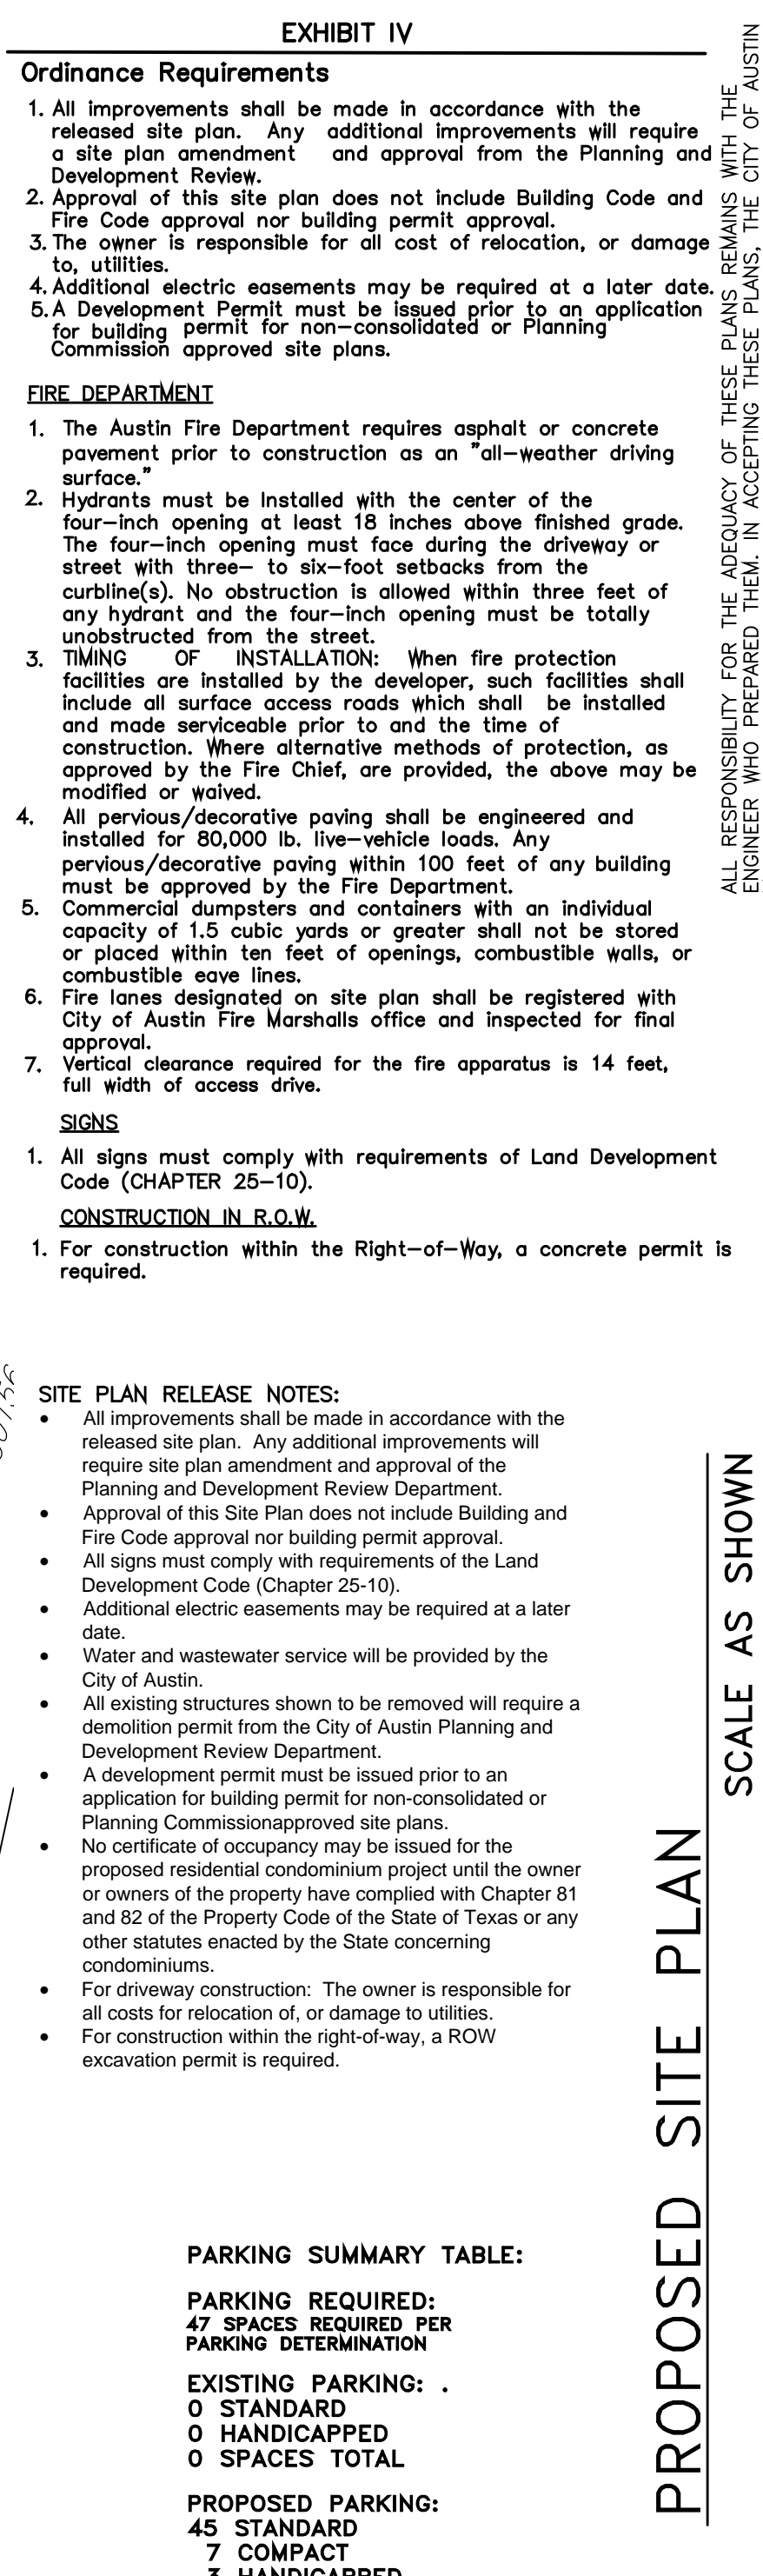 EXHIBIT IV
Ordinance Requirements
1. All improvements shall be made in accordance with the
released site plan. Any additional improvements will require
a site plan amendment and approval from the Planning and
Development Review.
2. Approval of this site plan does not include Building Code and
Fire Code approval nor building permit approval.
3. The owner is responsible for all cost of relocation, or damage
to, utilities.
4. Additional electric easements may be required at a later date.
5. A Development Permit must be issued prior to an application
for building permit for non-consolidated or Planning
Commission approved site plans.
FIRE DEPARTMENT
1. The Austin Fire Department requires asphalt or concrete
pavement prior to construction as an "all-weather driving
surface."
2. Hydrants must be Installed with the center of the
four-inch opening at least 18 inches above finished grade.
The four-inch opening must face during the driveway or
street with three- to six-foot setbacks from the
curbline(s). No obstruction is allowed within three feet of
any hydrant and the four-inch opening must be totally
unobstructed from the street.
3. TIMING OF INSTALLATION: When fire protection
facilities are installed by the developer, such facilities shall
include all surface access roads which shall be installed
and made serviceable prior to and the time of
construction. Where alternative methods of protection, as
approved by the Fire Chief, are provided, the above may be
modified or waived.
4. All pervious/decorative paving shall be engineered and
installed for 80,000 lb. live-vehicle loads. Any
pervious/decorative paving within 100 feet of any building
must be approved by the Fire Department.
5. Commercial dumpsters and containers with an individual
capacity of 1.5 cubic yards or greater shall not be stored
or placed within ten feet of openings, combustible walls, or
combustible eave lines.
6. Fire lanes designated on site plan shall be registered with
City of Austin Fire Marshalls office and inspected for final
approval.
7. Vertical clearance required for the fire apparatus is 14 feet,
full width of access drive.
SIGNS
1. All signs must comply with requirements of Land Development
Code (CHAPTER 25-10).
CONSTRUCTION IN R.O.W.
1. For construction within the Right-of-Way, a concrete permit is
required.
SITE PLAN RELEASE NOTES:
• All improvements shall be made in accordance with the
released site plan. Any additional improvements will
require site plan amendment and approval of the
Planning and Development Review Department.
• Approval of this Site Plan does not include Building and
Fire Code approval nor building permit approval.
• All signs must comply with requirements of the Land
Development Code (Chapter 25-10).
• Additional electric easements may be required at a later
date.
• Water and wastewater service will be provided by the
City of Austin.
• All existing structures shown to be removed will require a
demolition permit from the City of Austin Planning and
Development Review Department.
• A development permit must be issued prior to an
application for building permit for non-consolidated or
Planning Commissionapproved site plans.
• No certificate of occupancy may be issued for the
proposed residential condominium project until the owner
or owners of the property have complied with Chapter 81
and 82 of the Property Code of the State of Texas or any
other statutes enacted by the State concerning
condominiums.
• For driveway construction: The owner is responsible for
all costs for relocation of, or damage to utilities.
• For construction within the right-of-way, a ROW
excavation permit is required.
PARKING SUMMARY TABLE:
PARKING REQUIRED:
47 SPACES REQUIRED PER
PARKING DETERMINATION
EXISTING PARKING: .
0 STANDARD
0 HANDICAPPED
0 SPACES TOTAL
PROPOSED PARKING:
45 STANDARD
7 COMPACT
3 HANDICAPPED
ALL RESPONSIBILITY FOR THE ADEQUACY OF THESE PLANS REMAINS WITH THE
ENGINEER WHO PREPARED THEM. IN ACCEPTING THESE PLANS, THE CITY OF AUSTIN
PROPOSED SITE PLAN
SCALE AS SHOWN